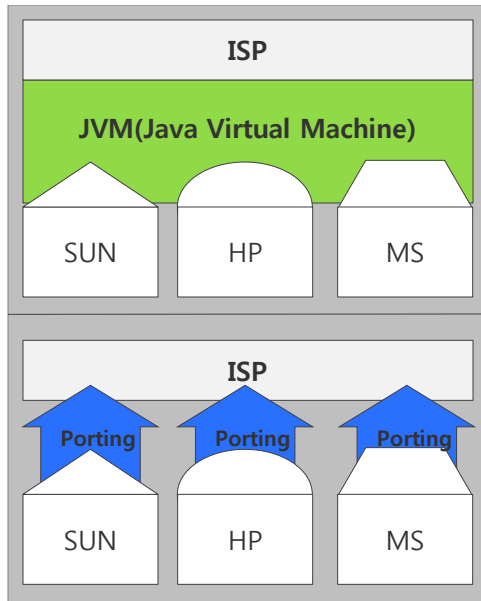 ISP
JVM(Java Virtual Machine)
SUN HP MS
ISP
Porting Porting Porting
SUN HP MS